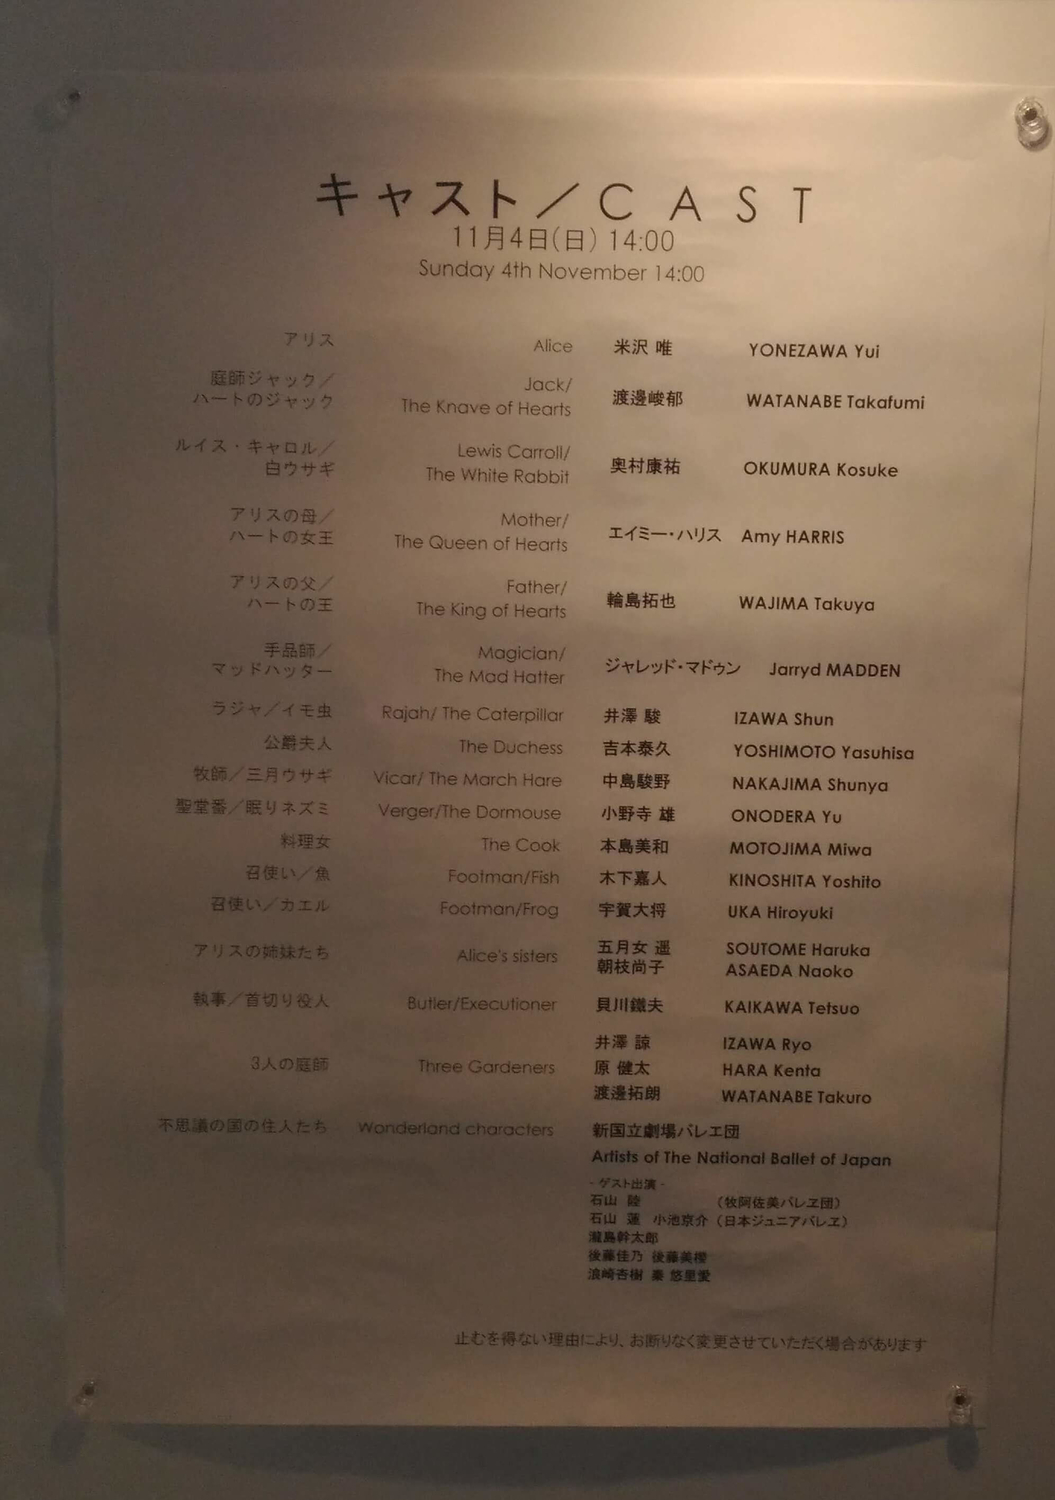 キャスト／CAST
11月4日(日) 14:00
Sunday 4th November 14:00
アリス Alice 米沢 唯 YONEZAWA Yui
庭師ジャック／ Jack/
ハートのジャック The Knave of Hearts 渡邊峻郁 WATANABE Takafumi
ルイス・キャロル／ Lewis Carroll/
白ウサギ The White Rabbit 奥村康祐 OKUMURA Kosuke
アリスの母／ Mother/
ハートの女王 The Queen of Hearts エイミー・ハリス Amy HARRIS
アリスの父／ Father/
ハートの王 The King of Hearts 輪島拓也 WAJIMA Takuya
手品師／ Magician/
マッドハッター The Mad Hatter ジャレッド・マドゥン Jarryd MADDEN
ラジャ／イモ虫 Rajah/ The Caterpillar 井澤 駿 IZAWA Shun
公爵夫人 The Duchess 吉本泰久 YOSHIMOTO Yasuhisa
牧師／三月ウサギ Vicar/ The March Hare 中島駿野 NAKAJIMA Shunya
聖堂番／眠りネズミ Verger/The Dormouse 小野寺 雄 ONODERA Yu
料理女 The Cook 本島美和 MOTOJIMA Miwa
召使い／魚 Footman/Fish 木下嘉人 KINOSHITA Yoshito
召使い／カエル Footman/Frog 宇賀大将 UKA Hiroyuki
アリスの姉妹たち Alice's sisters 五月女 遥 SOUTOME Haruka
朝枝尚子 ASAEDA Naoko
執事／首切り役人 Butler/Executioner 貝川鐵夫 KAIKAWA Tetsuo
井澤 諒 IZAWA Ryo
3人の庭師 Three Gardeners 原 健太 HARA Kenta
渡邊拓朗 WATANABE Takuro
不思議の国の住人たち Wonderland characters 新国立劇場バレエ団
Artists of The National Ballet of Japan
- ゲスト出演 -
石山 陸 （牧阿佐美バレヱ団）
石山 蓮 小池京介 （日本ジュニアバレヱ）
瀧島幹太郎
後藤佳乃 後藤美
浪崎杏樹 秦 悠里愛
止むを得ない理由により、お断りなく変更させていただく場合があります